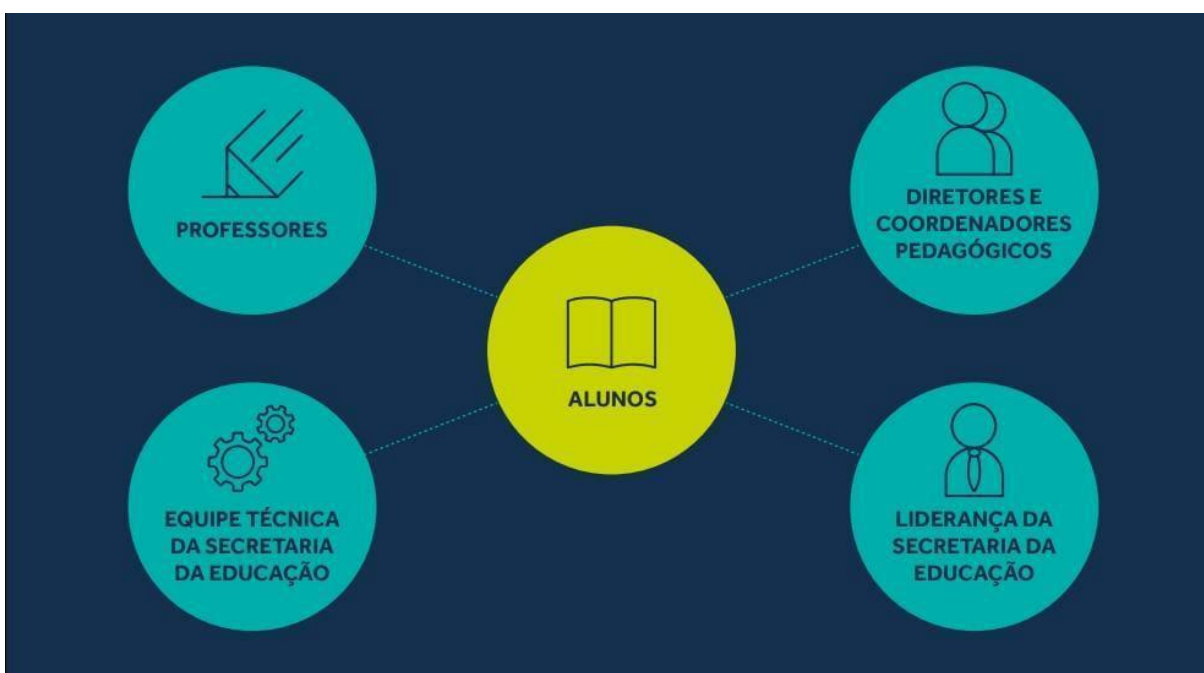 PROFESSORES
DIRETORES E
COORDENADORES
PEDAGÓGICOS
ALUNOS
EQUIPE TÉCNICA
DA SECRETARIA
DA EDUCAÇÃO
LIDERANÇA DA
SECRETARIA DA
EDUCAÇÃO